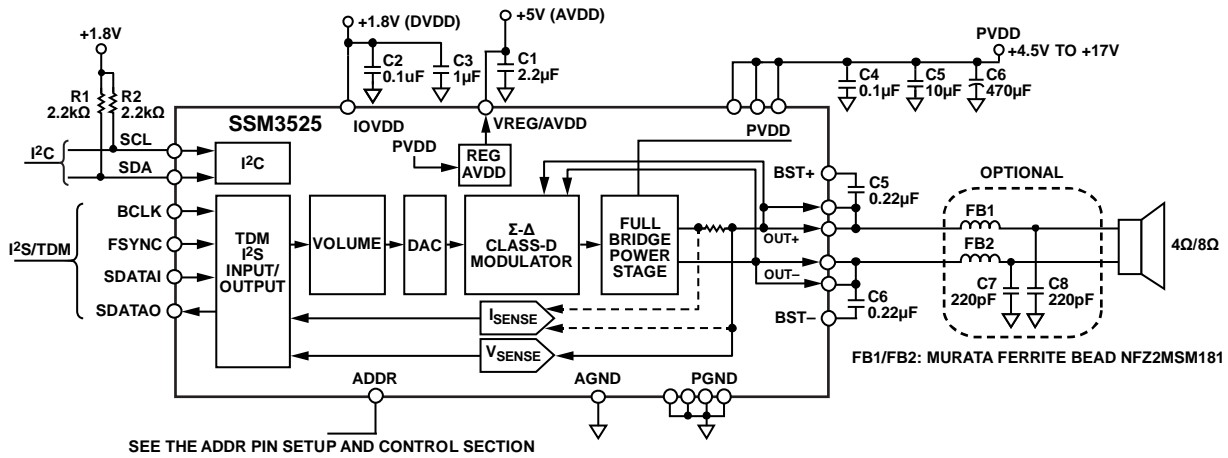 +5V (AVDD)
+1.8V (DVDD)
+1.8V
PVDD
+4.5V TO +17V
C2
0.1uF
C3
1µF
C1
2.2µF
C4
0.1µF
C5
10µF
C6
470µF
R1
2.2kΩ
R2
2.2kΩ
SSM3525
IOVDD
VREG/AVDD
PVDD
I²C
SCL
SDA
I²C
PVDD
REG
AVDD
BST+
C5
0.22µF
OPTIONAL
I²S/TDM
BCLK
FSYNC
SDATAI
SDATAO
TDM
I²S
INPUT/
OUTPUT
VOLUME
DAC
Σ-Δ
CLASS-D
MODULATOR
FULL
BRIDGE
POWER
STAGE
OUT+
OUT–
FB1
FB2
4Ω/8Ω
C6
0.22µF
C7
220pF
C8
220pF
BST–
ISENSE
VSENSE
FB1/FB2: MURATA FERRITE BEAD NFZ2MSM181
ADDR
AGND
PGND
SEE THE ADDR PIN SETUP AND CONTROL SECTION